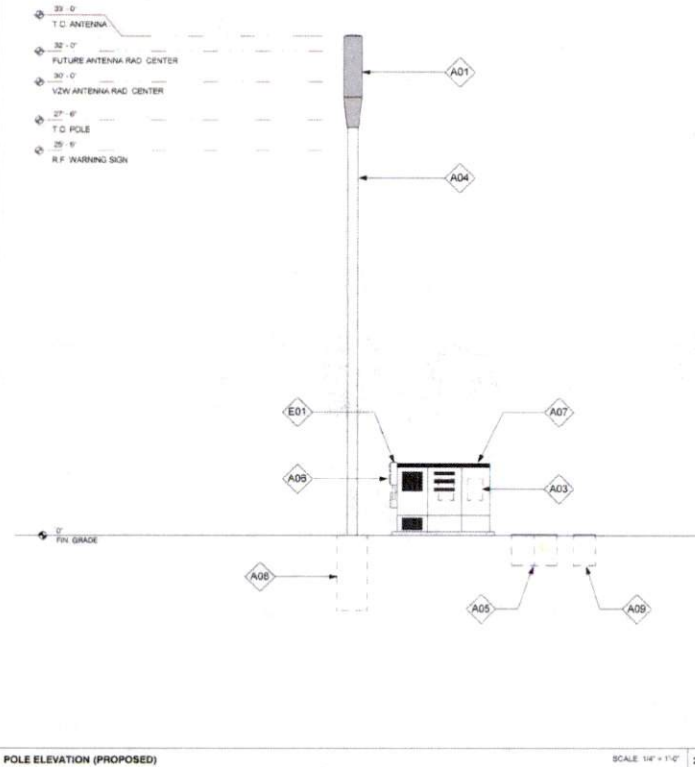 33' - 0"
T.O. ANTENNA
32' - 0"
FUTURE ANTENNA RAD CENTER
30' - 0"
VZW ANTENNA RAD CENTER
27' - 6"
T.O. POLE
R.F. WARNING SIGN
A01
A04
E01
A07
A06
A03
0"
FIN. GRADE
A08
A05
A09
POLE ELEVATION (PROPOSED)
SCALE: 1/4" = 1'-0"